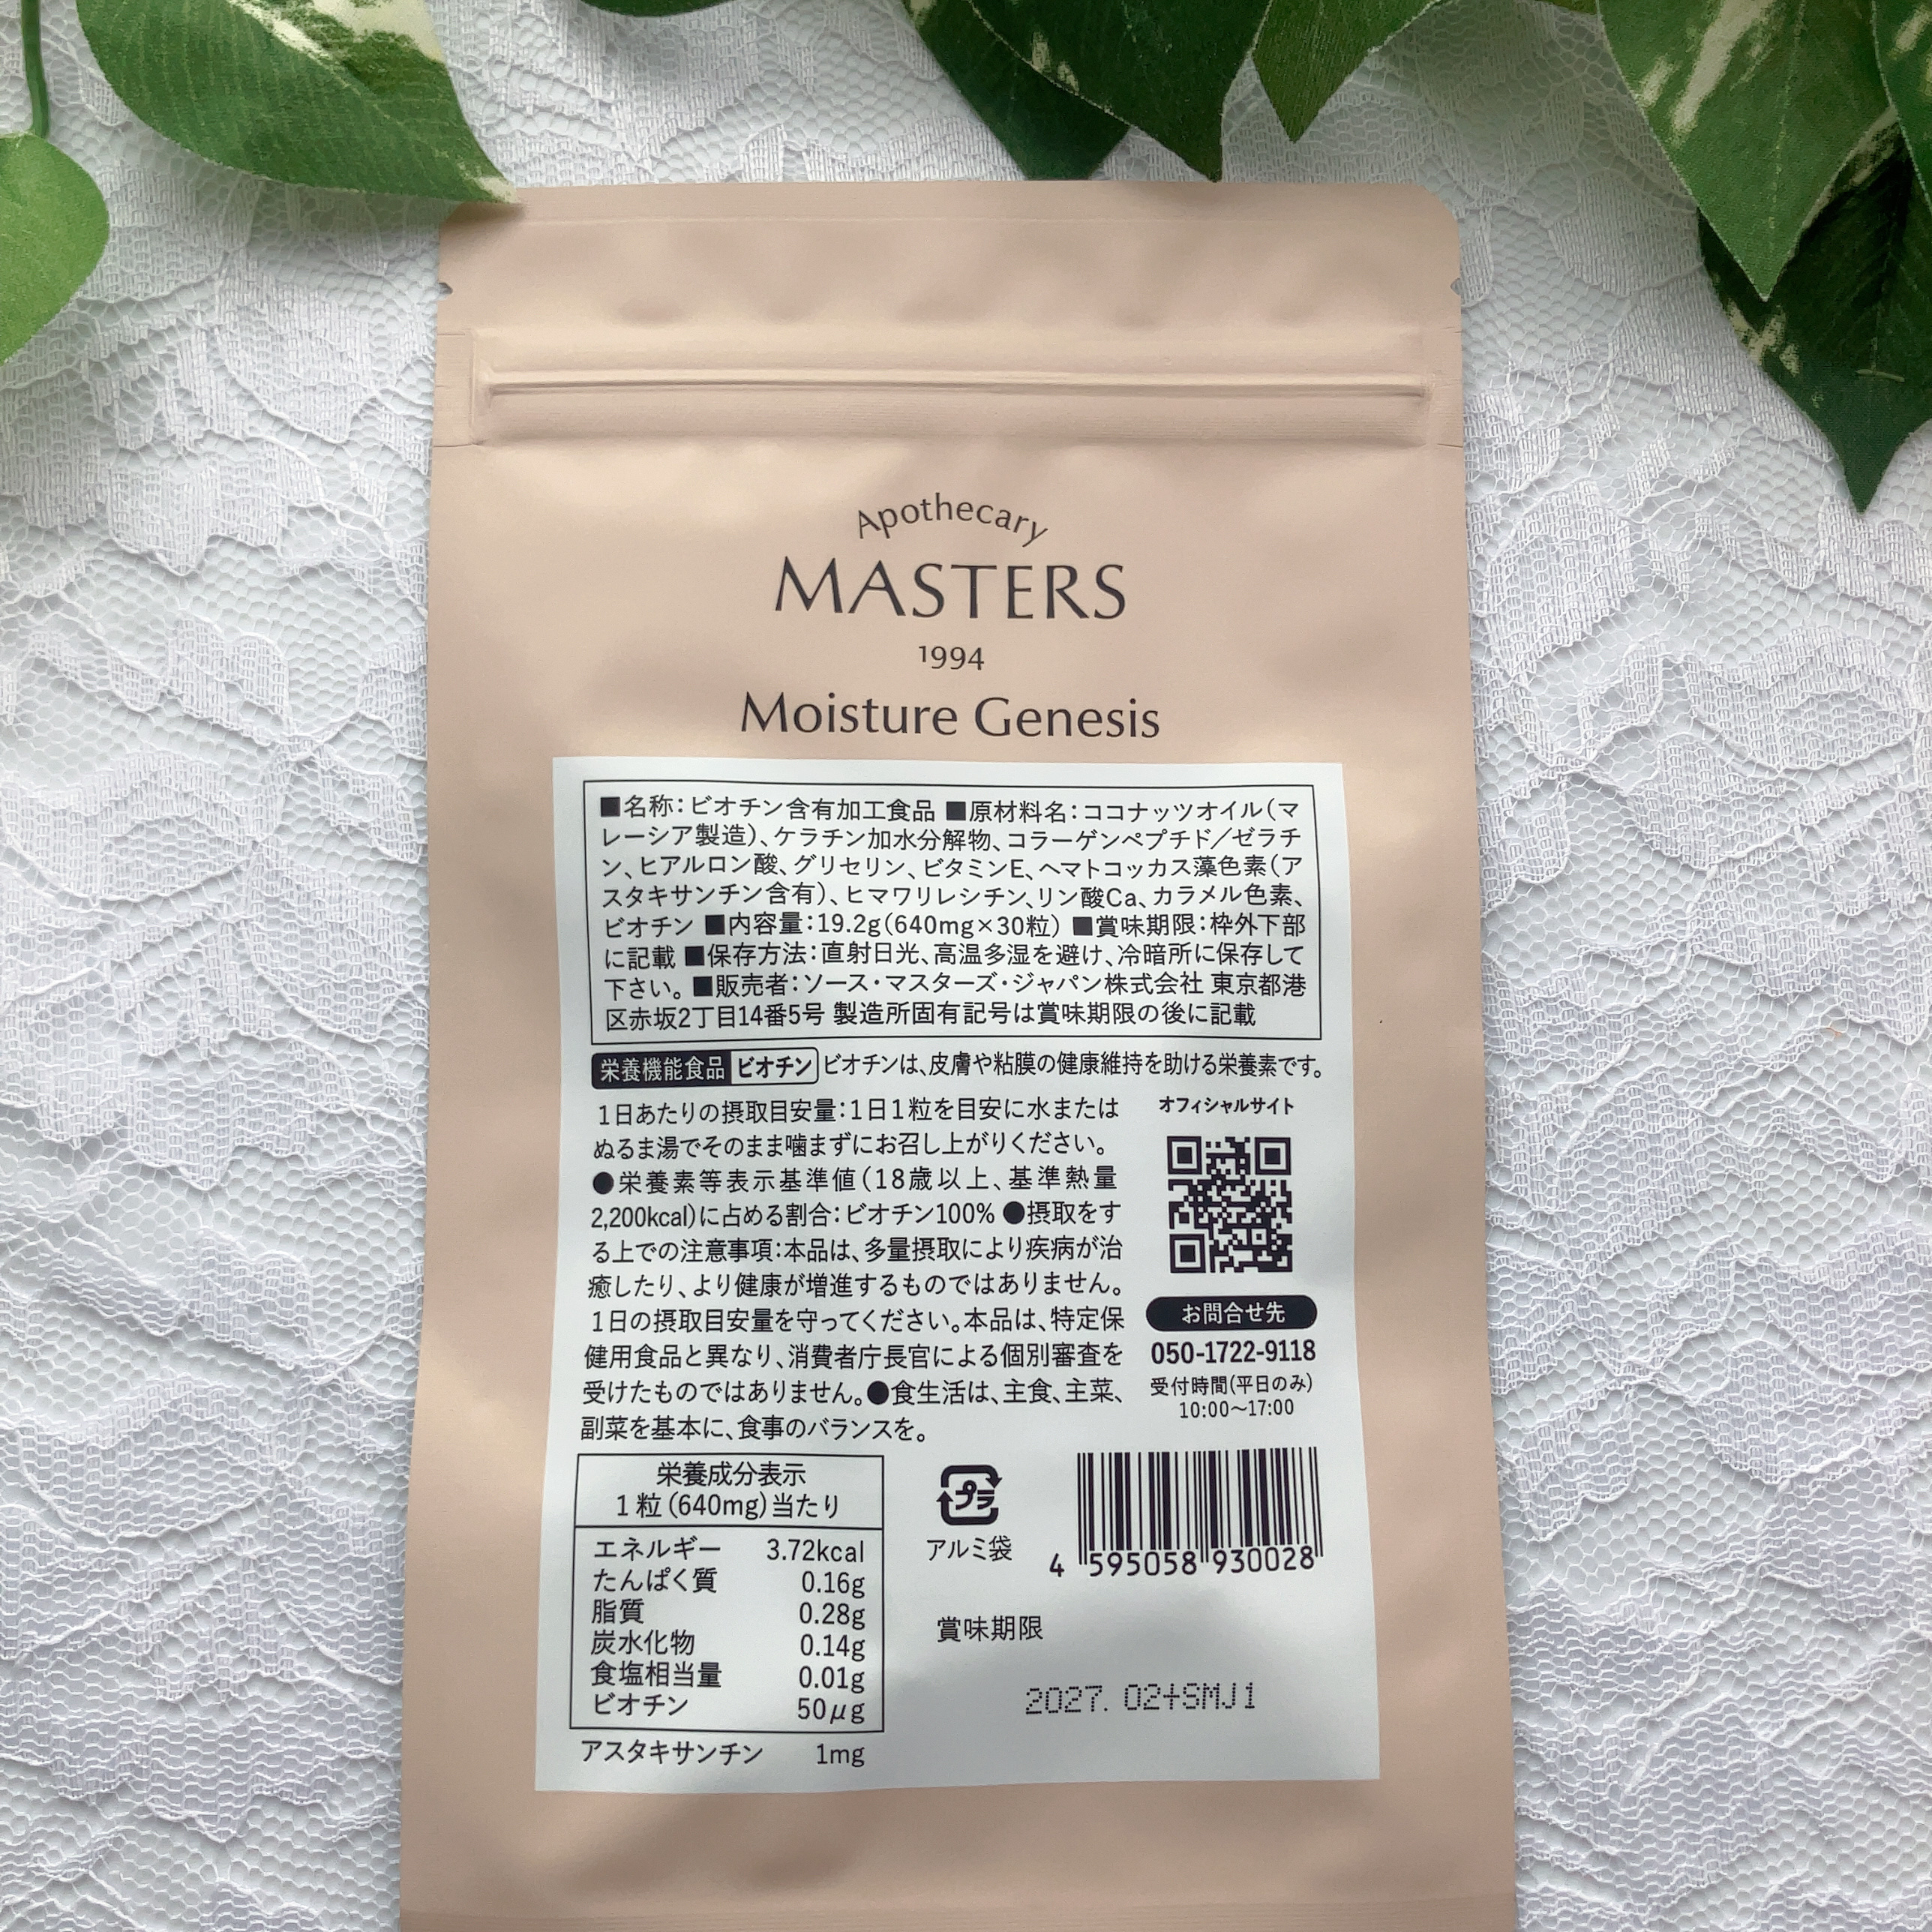 Apothecary
MASTERS
1994
Moisture Genesis
■名称：ビオチン含有加工食品 ■原材料名：ココナッツオイル（マ
レーシア製造）、ケラチン加水分解物、コラーゲンペプチド／ゼラチ
ン、ヒアルロン酸、グリセリン、ビタミンE、ヘマトコッカス藻色素（ア
スタキサンチン含有）、ヒマワリレシチン、リン酸Ca、カラメル色素、
ビオチン ■内容量：19.2g（640mg×30粒） ■賞味期限：枠外下部
に記載 ■保存方法：直射日光、高温多湿を避け、冷暗所に保存して
下さい。 ■販売者：ソース・マスターズ・ジャパン株式会社 東京都港
区赤坂2丁目14番5号 製造所固有記号は賞味期限の後に記載
栄養機能食品 ビオチン ビオチンは、皮膚や粘膜の健康維持を助ける栄養素です。
1日あたりの摂取目安量：1日1粒を目安に水または
ぬるま湯でそのまま噛まずにお召し上がりください。
●栄養素等表示基準値（18歳以上、基準熱量
2,200kcal）に占める割合：ビオチン100% ●摂取をす
る上での注意事項：本品は、多量摂取により疾病が治
癒したり、より健康が増進するものではありません。
1日の摂取目安量を守ってください。本品は、特定保
健用食品と異なり、消費者庁長官による個別審査を
受けたものではありません。●食生活は、主食、主菜、
副菜を基本に、食事のバランスを。
オフィシャルサイト
お問合せ先
050-1722-9118
受付時間(平日のみ)
10:00～17:00
栄養成分表示
1粒（640mg）当たり
エネルギー 3.72kcal
たんぱく質 0.16g
脂質 0.28g
炭水化物 0.14g
食塩相当量 0.01g
ビオチン 50μg
アスタキサンチン 1mg
プラ
アルミ袋
4 595058 930028
賞味期限
2027. 02+SMJ1